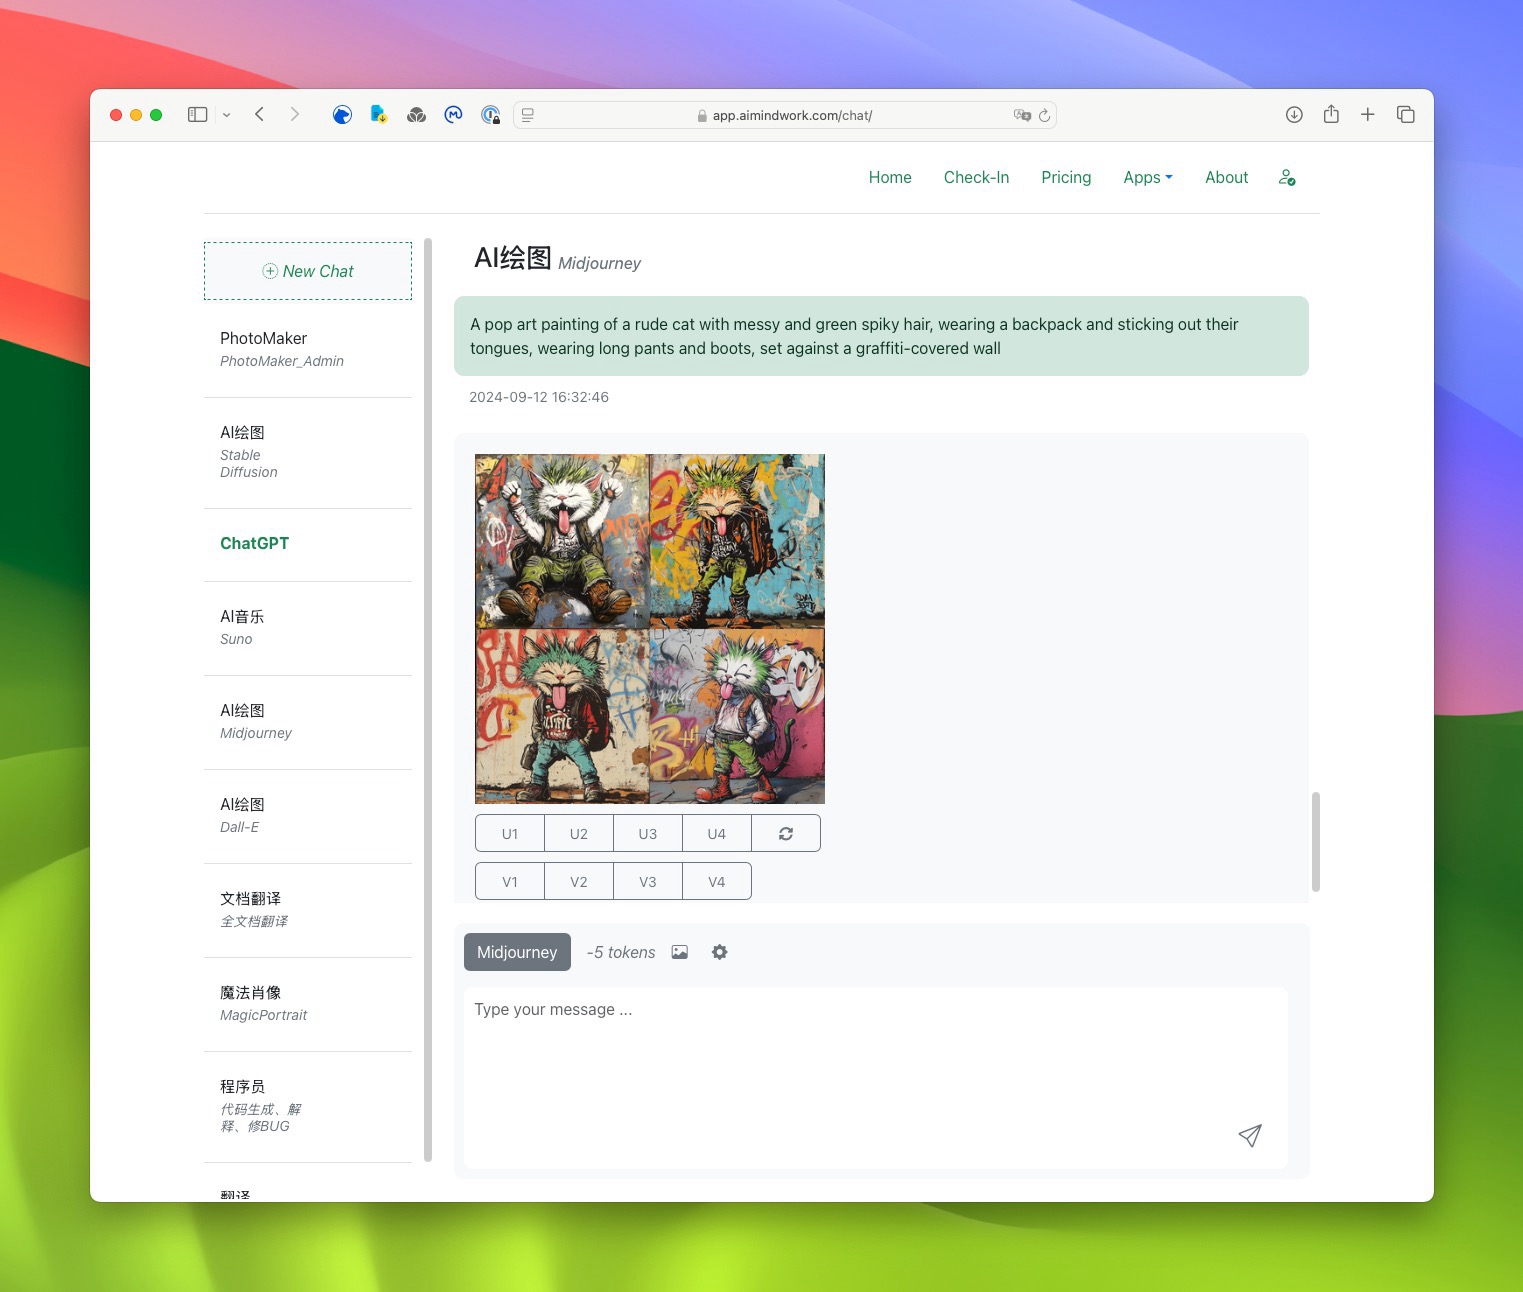 app.aimindwork.com/chat/
Home
Check-In
Pricing
Apps
About
New Chat
PhotoMaker
PhotoMaker_Admin
AI绘图
Stable
Diffusion
ChatGPT
AI音乐
Suno
AI绘图
Midjourney
AI绘图
Dall-E
文档翻译
全文档翻译
魔法肖像
MagicPortrait
程序员
代码生成、解
释、修BUG
翻译
AI绘图 Midjourney
A pop art painting of a rude cat with messy and green spiky hair, wearing a backpack and sticking out their
tongues, wearing long pants and boots, set against a graffiti-covered wall
2024-09-12 16:32:46
U1
U2
U3
U4
V1
V2
V3
V4
Midjourney
-5 tokens
Type your message ...